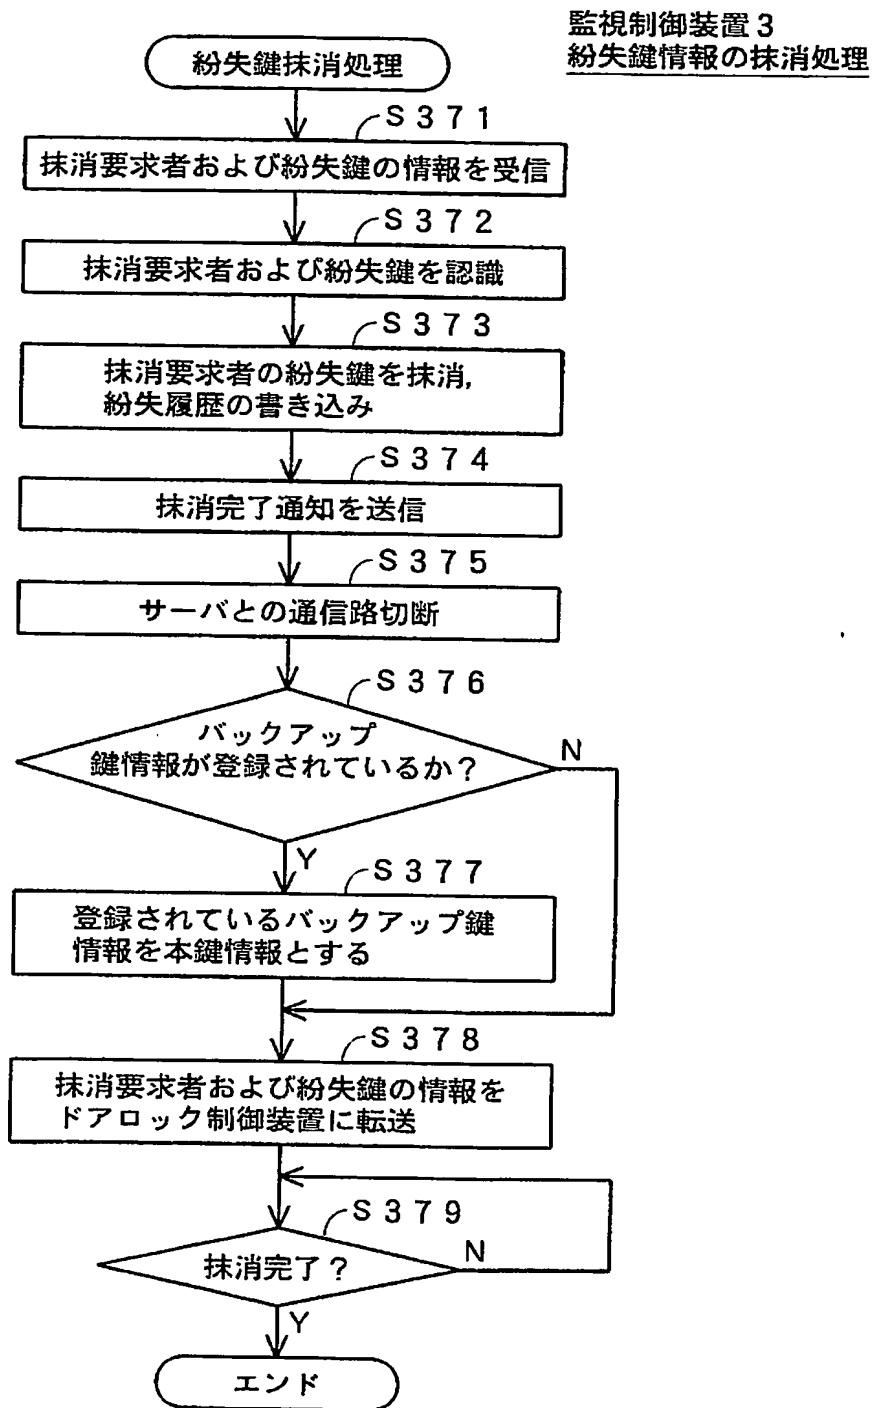 監視制御装置3
紛失鍵情報の抹消処理
紛失鍵抹消処理
S371
抹消要求者および紛失鍵の情報を受信
S372
抹消要求者および紛失鍵を認識
S373
抹消要求者の紛失鍵を抹消,
紛失履歴の書き込み
S374
抹消完了通知を送信
S375
サーバとの通信路切断
S376
バックアップ
鍵情報が登録されているか?
N
Y
S377
登録されているバックアップ鍵
情報を本鍵情報とする
S378
抹消要求者および紛失鍵の情報を
ドアロック制御装置に転送
S379
抹消完了?
N
Y
エンド